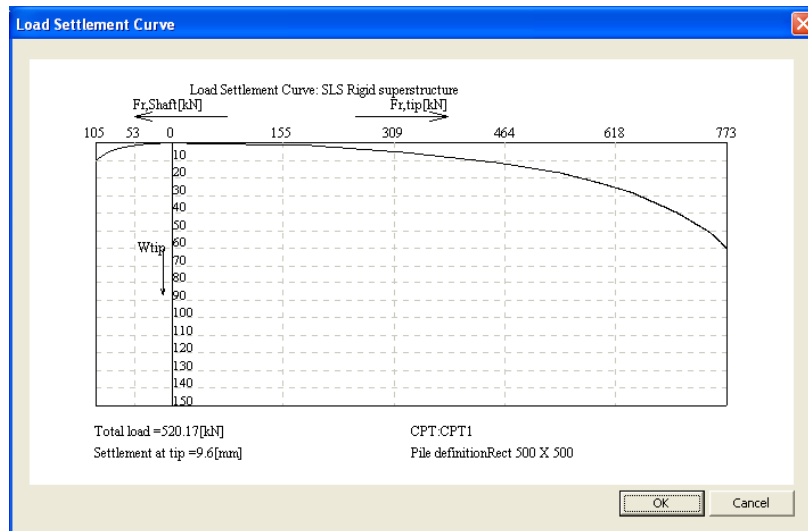 Load Settlement Curve
Load Settlement Curve: SLS Rigid superstructure
Fr,Shaft[kN] Fr,tip[kN]
105 53 0 155 309 464 618 773
10
20
30
40
50
Wtip 60
70
80
90
100
110
120
130
140
150
Total load =520.17[kN] CPT:CPT1
Settlement at tip =9.6[mm] Pile definitionRect 500 X 500
OK Cancel